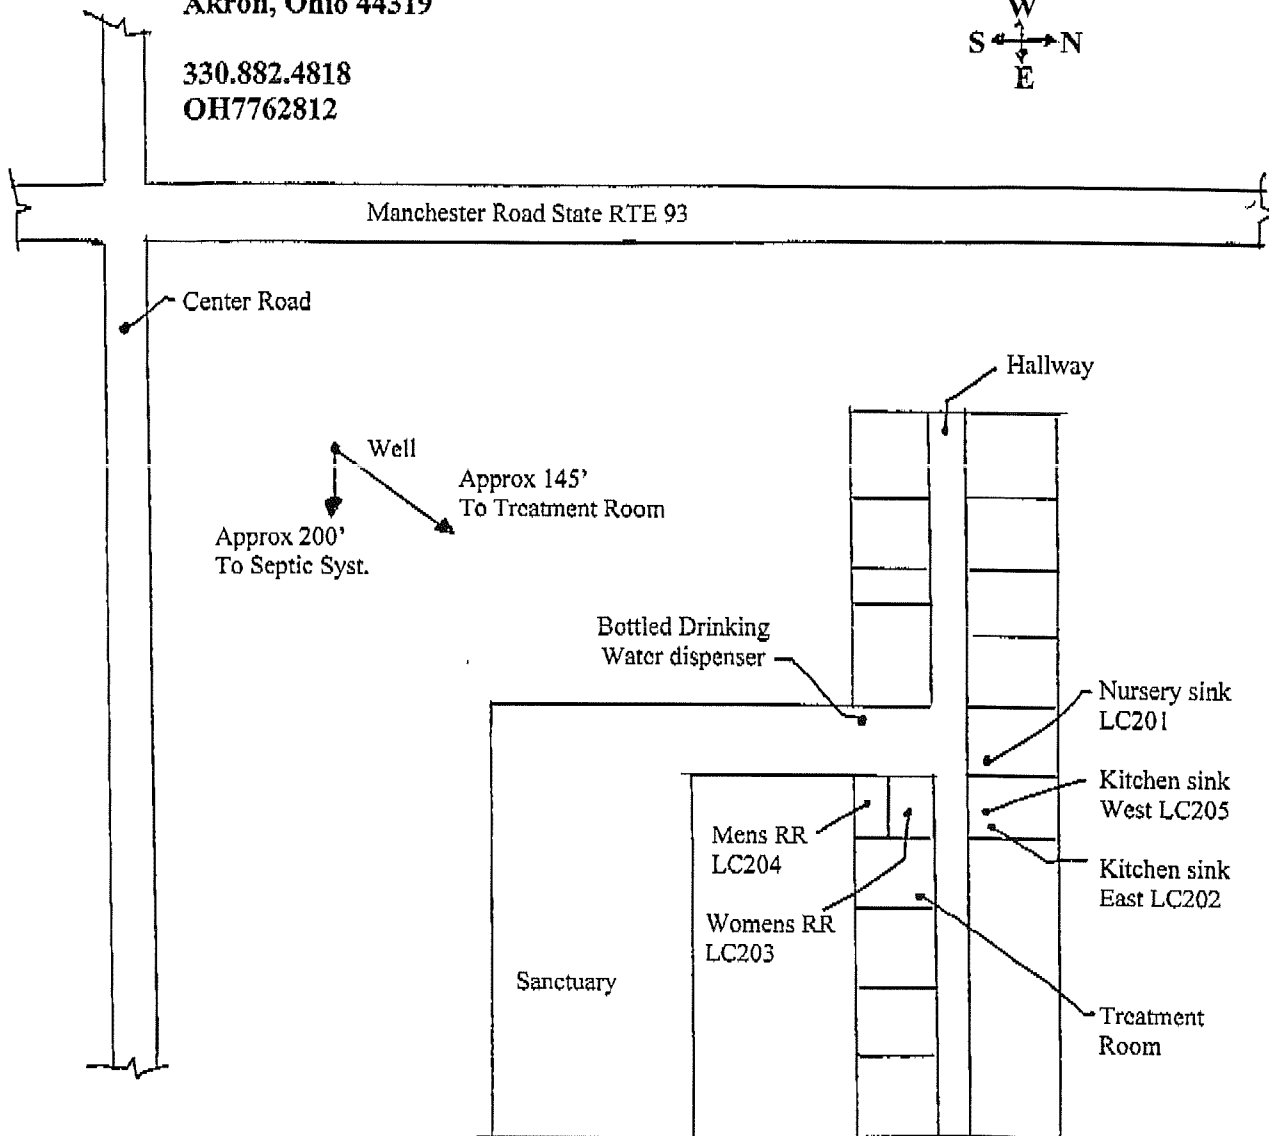 Akron, Ohio 44319
W
S N
E
330.882.4818
OH7762812
Manchester Road State RTE 93
Center Road
Hallway
Well
Approx 145'
To Treatment Room
Approx 200'
To Septic Syst.
Bottled Drinking
Water dispenser
Nursery sink
LC201
Kitchen sink
West LC205
Mens RR
LC204
Kitchen sink
East LC202
Womens RR
LC203
Sanctuary
Treatment
Room